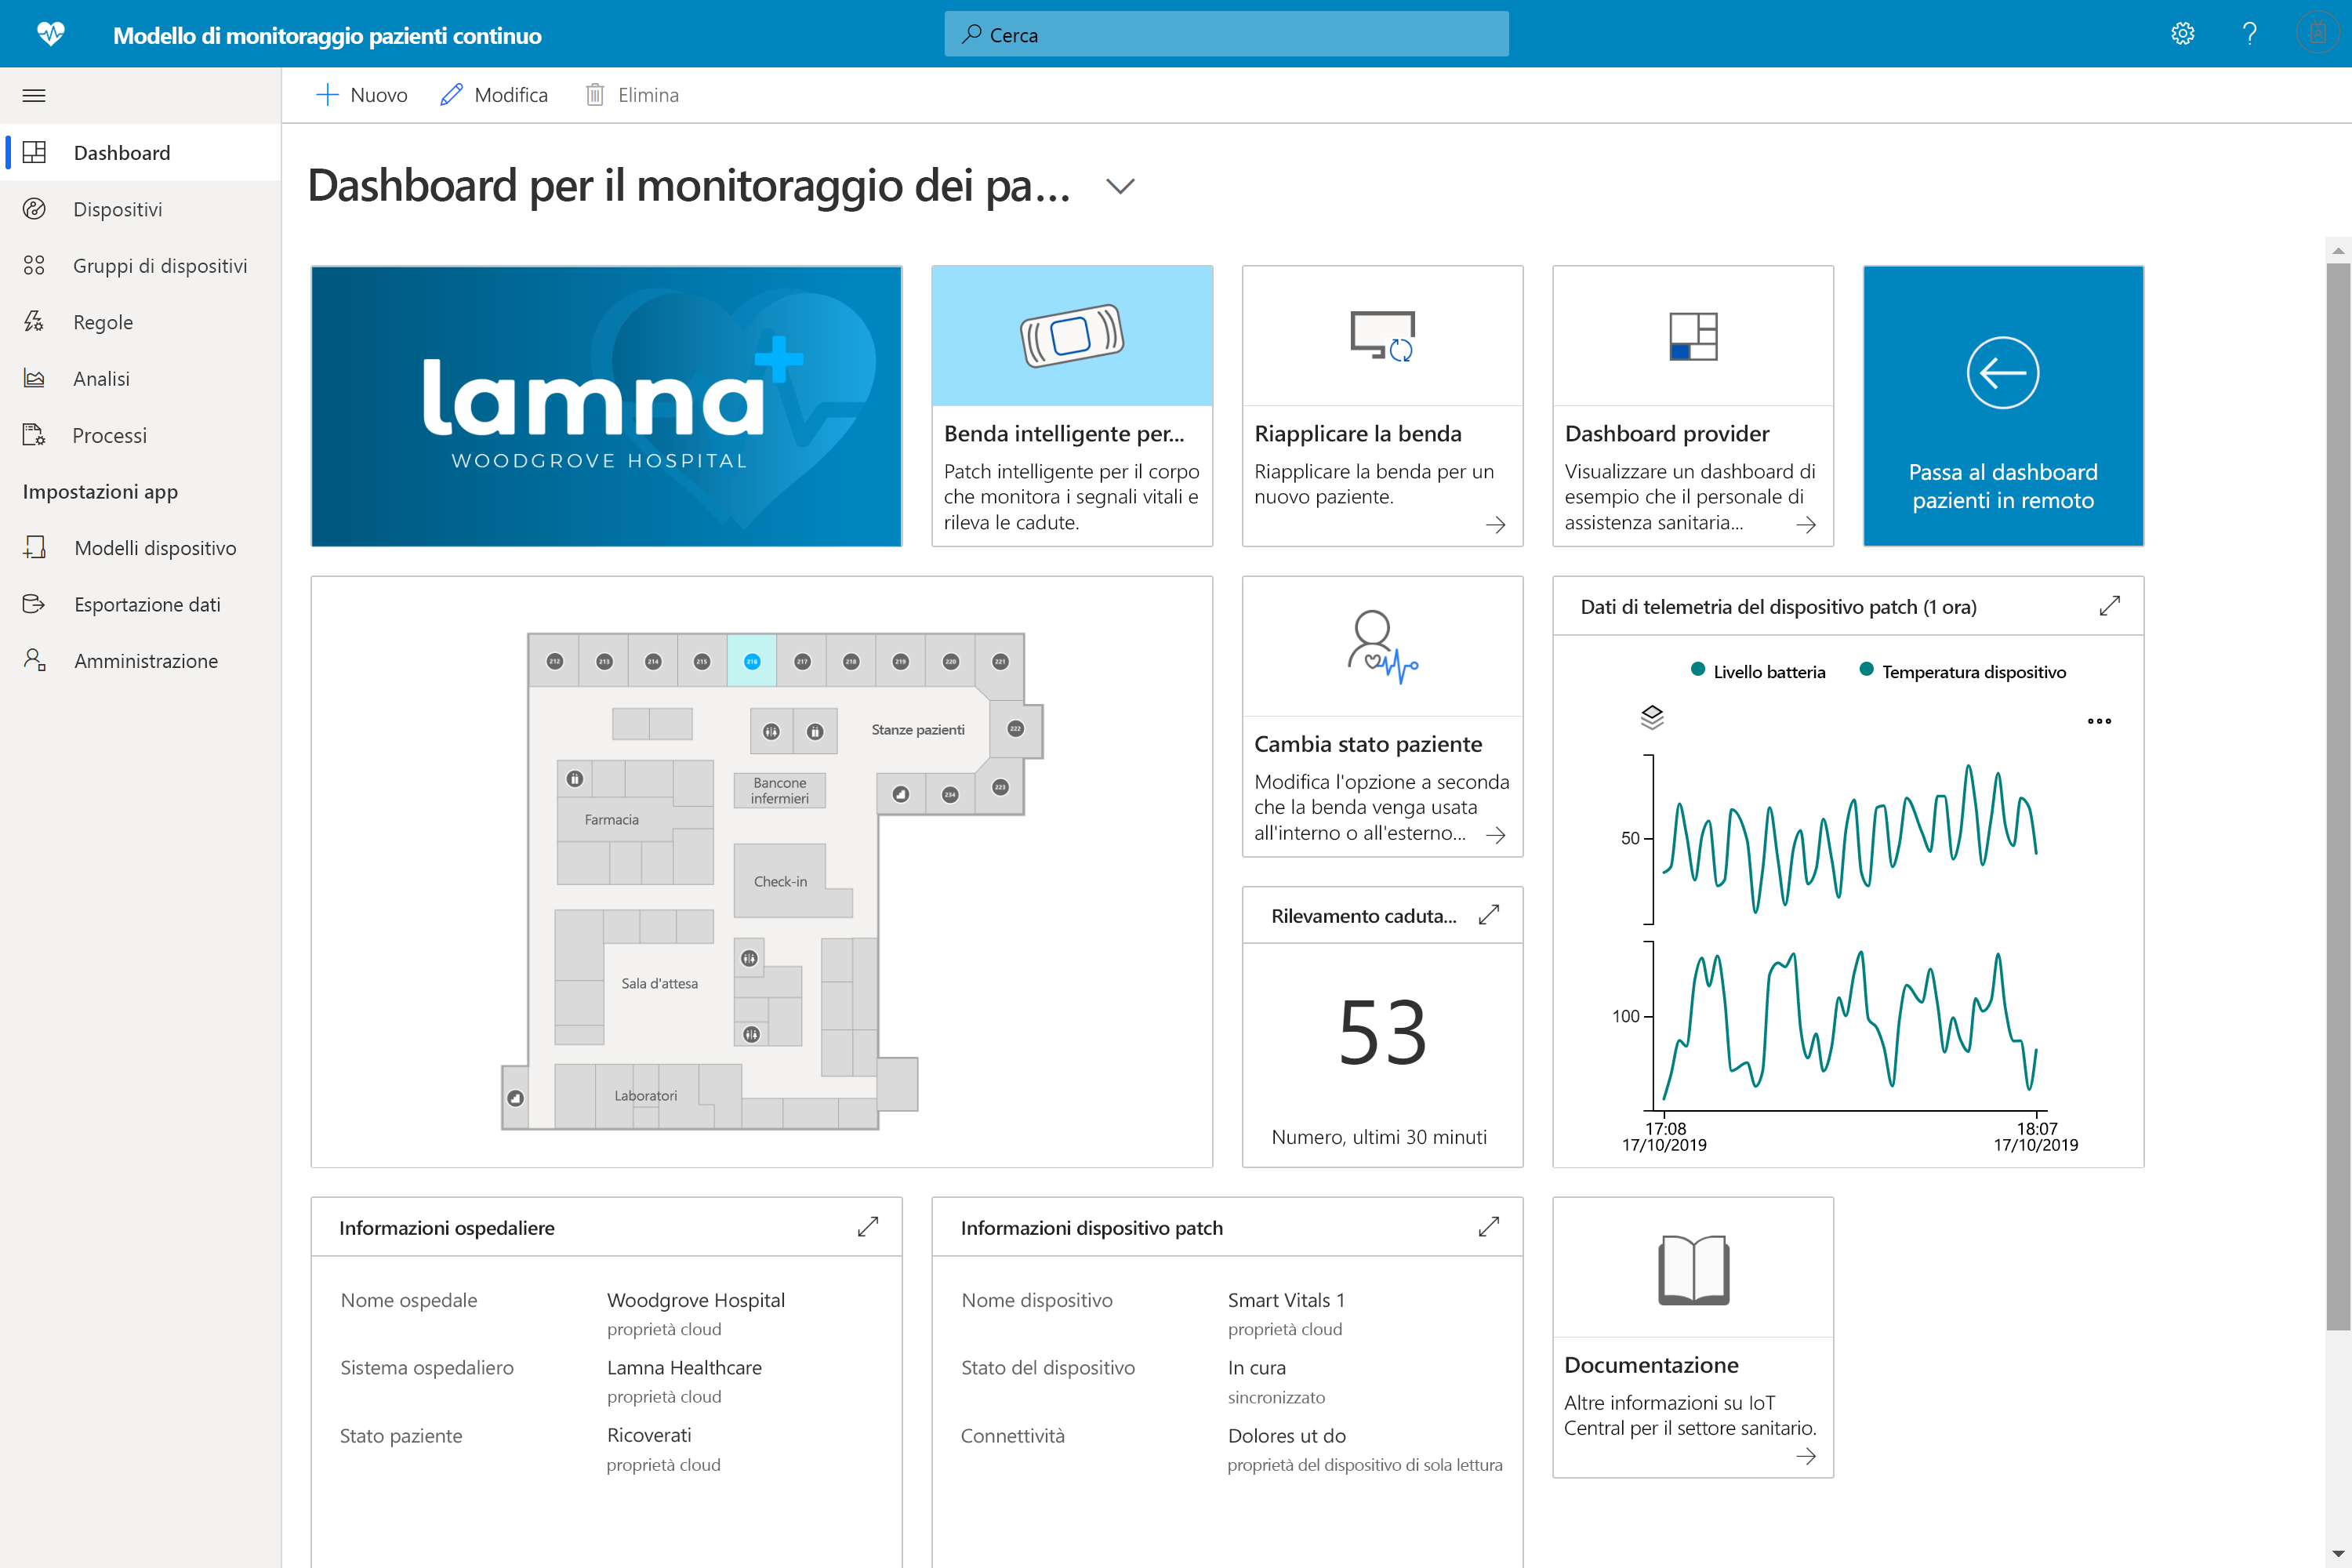 Modello di monitoraggio pazienti continuo
Cerca
Nuovo
Modifica
Elimina
Dashboard
Dispositivi
Gruppi di dispositivi
Regole
Analisi
Processi
Impostazioni app
Modelli dispositivo
Esportazione dati
Amministrazione
Dashboard per il monitoraggio dei pa...
lamna+
WOODGROVE HOSPITAL
Benda intelligente per...
Patch intelligente per il corpo
che monitora i segnali vitali e
rileva le cadute.
Riapplicare la benda
Riapplicare la benda per un
nuovo paziente.
Dashboard provider
Visualizzare un dashboard di
esempio che il personale di
assistenza sanitaria...
Passa al dashboard
pazienti in remoto
212
213
214
215
216
217
218
219
220
221
Stanze pazienti
222
Bancone
infermieri
223
234
Farmacia
Check-in
Sala d'attesa
Laboratori
Cambia stato paziente
Modifica l'opzione a seconda
che la benda venga usata
all'interno o all'esterno...
Rilevamento caduta...
53
Numero, ultimi 30 minuti
Dati di telemetria del dispositivo patch (1 ora)
Livello batteria
Temperatura dispositivo
50
100
17:08
17/10/2019
18:07
17/10/2019
Informazioni ospedaliere
Nome ospedale
Woodgrove Hospital
proprietà cloud
Sistema ospedaliero
Lamna Healthcare
proprietà cloud
Stato paziente
Ricoverati
proprietà cloud
Informazioni dispositivo patch
Nome dispositivo
Smart Vitals 1
proprietà cloud
Stato del dispositivo
In cura
sincronizzato
Connettività
Dolores ut do
proprietà del dispositivo di sola lettura
Documentazione
Altre informazioni su IoT
Central per il settore sanitario.